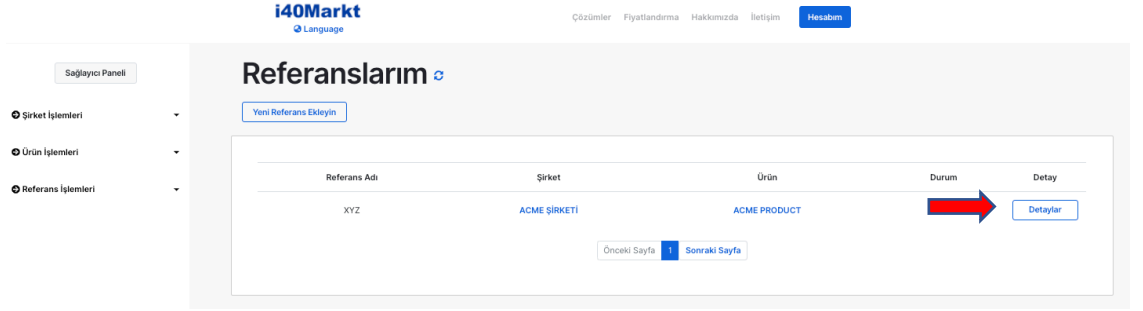 i40Markt
Language
Çözümler Fiyatlandırma Hakkımızda İletişim Hesabım
Sağlayıcı Paneli
Şirket İşlemleri
Ürün İşlemleri
Referans İşlemleri
Referanslarım
Yeni Referans Ekleyin
Referans Adı Şirket Ürün Durum Detay
XYZ ACME ŞİRKETİ ACME PRODUCT Detaylar
Önceki Sayfa 1 Sonraki Sayfa